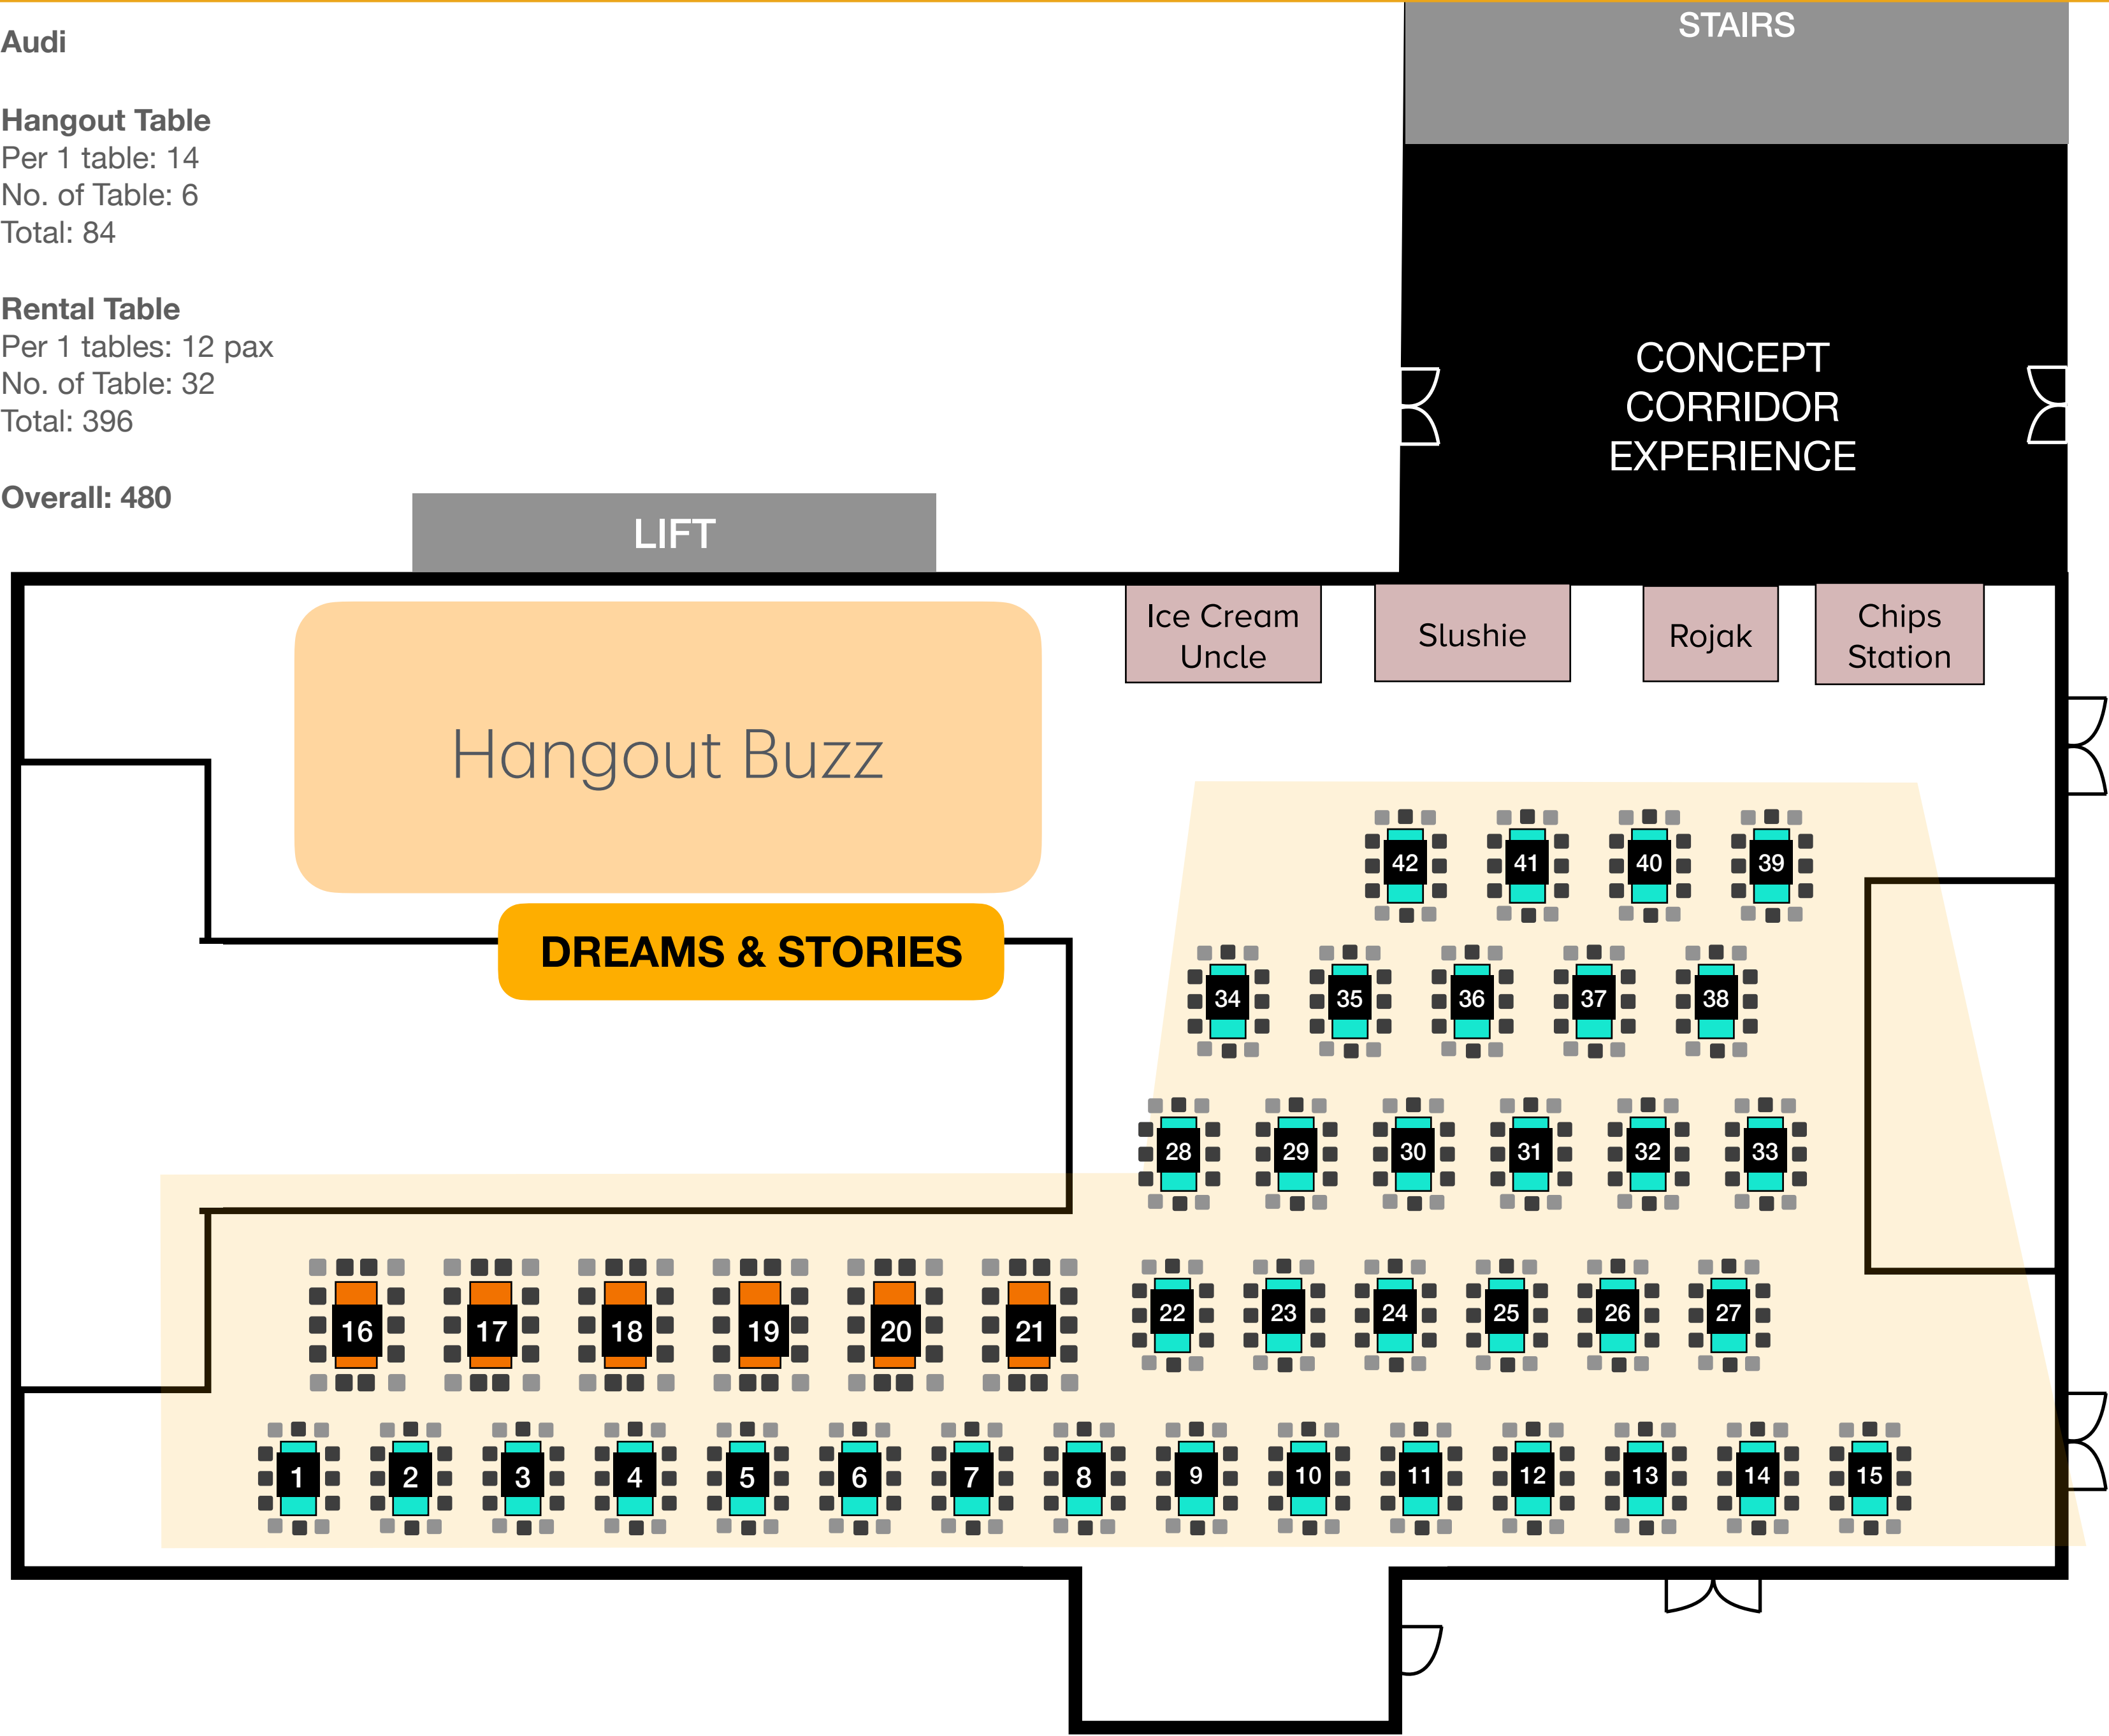 Audi
Hangout Table
Per 1 table: 14
No. of Table: 6
Total: 84
Rental Table
Per 1 tables: 12 pax
No. of Table: 32
Total: 396
Overall: 480
STAIRS
CONCEPT
CORRIDOR
EXPERIENCE
LIFT
Ice Cream
Uncle
Slushie
Rojak
Chips
Station
Hangout Buzz
DREAMS & STORIES
42 41 40 39
34 35 36 37 38
28 29 30 31 32 33
16 17 18 19 20 21 22 23 24 25 26 27
1 2 3 4 5 6 7 8 9 10 11 12 13 14 15